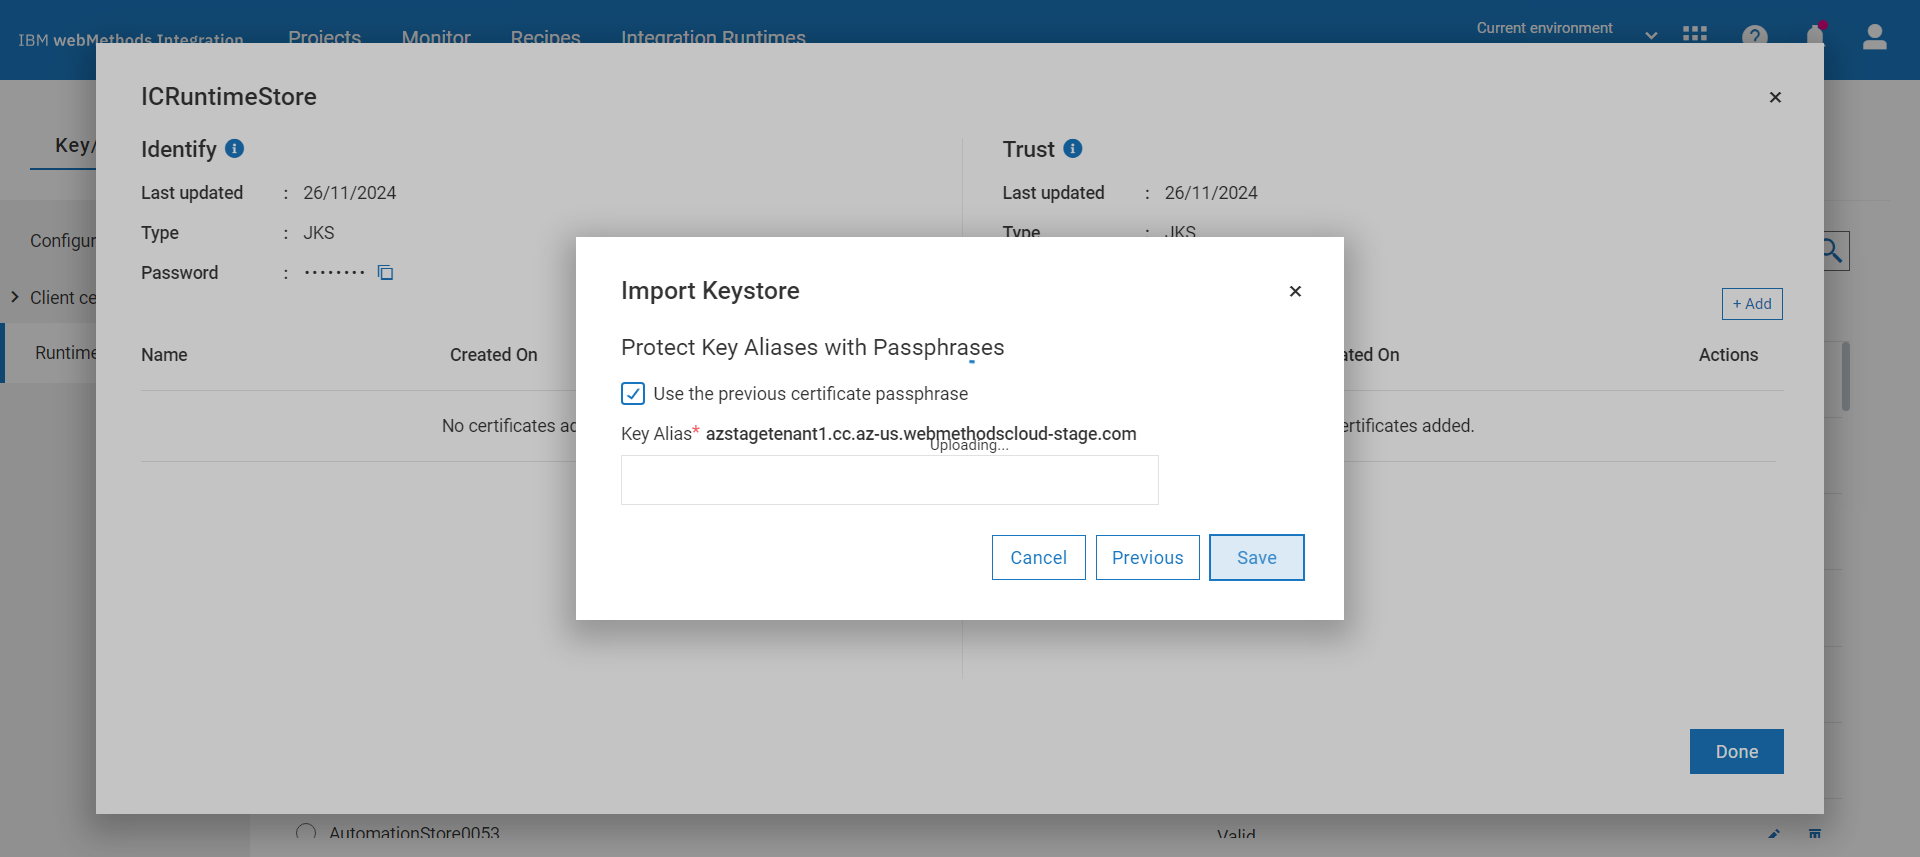 IBM webMethods Integration
Projects
Monitor
Recipes
Integration Runtimes
Current environment
ICRuntimeStore
Key/
Identify
Last updated : 26/11/2024
Type : JKS
Password : ••••••••
Trust
Last updated : 26/11/2024
Type : JKS
Configur
Client ce
Runtime
+ Add
Name
Created On
ated On
Actions
No certificates ad
ertificates added.
Import Keystore
Protect Key Aliases with Passphrases
Use the previous certificate passphrase
Key Alias* azstagetenant1.cc.az-us.webmethodscloud-stage.com
Uploading...
Cancel
Previous
Save
Done
AutomationStore0053
Valid